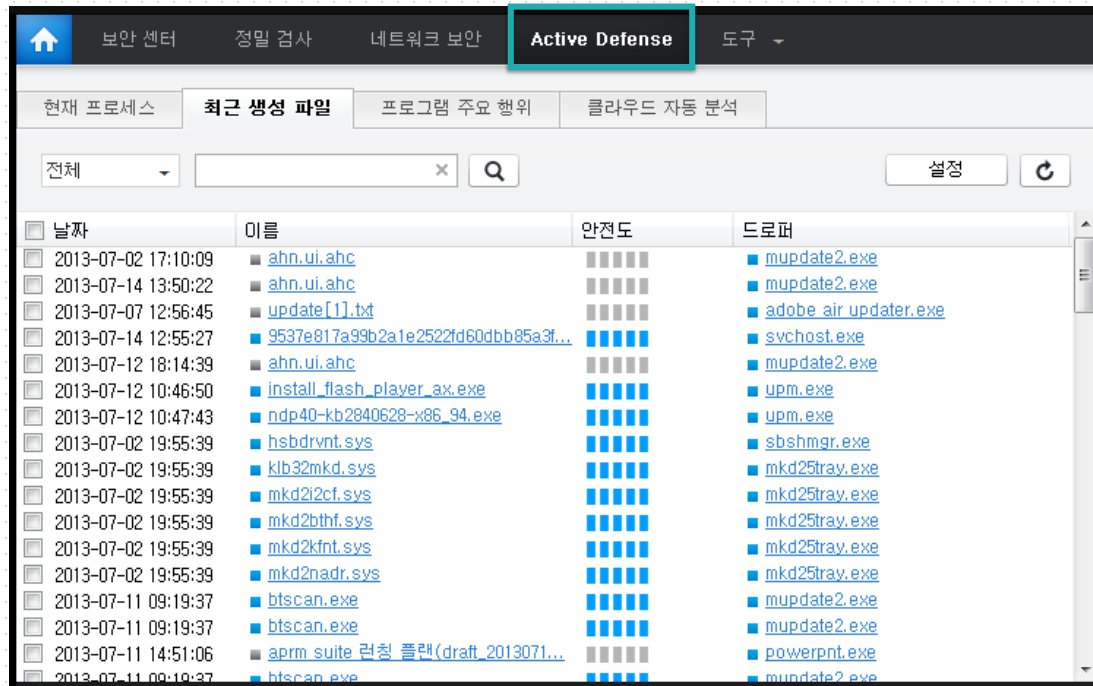 보안 센터 정밀 검사 네트워크 보안 Active Defense 도구
현재 프로세스 최근 생성 파일 프로그램 주요 행위 클라우드 자동 분석
전체 설정
날짜 이름 안전도 드로퍼
2013-07-02 17:10:09 ahn.ui.ahc mupdate2.exe
2013-07-14 13:50:22 ahn.ui.ahc mupdate2.exe
2013-07-07 12:56:45 update[1].txt adobe air updater.exe
2013-07-14 12:55:27 9537e817a99b2a1e2522fd60dbb85a3f... svchost.exe
2013-07-12 18:14:39 ahn.ui.ahc mupdate2.exe
2013-07-12 10:46:50 install_flash_player_ax.exe upm.exe
2013-07-12 10:47:43 ndp40-kb2840628-x86_94.exe upm.exe
2013-07-02 19:55:39 hsbdrvnt.sys sbshmgr.exe
2013-07-02 19:55:39 klb32mkd.sys mkd25tray.exe
2013-07-02 19:55:39 mkd2i2cf.sys mkd25tray.exe
2013-07-02 19:55:39 mkd2bthf.sys mkd25tray.exe
2013-07-02 19:55:39 mkd2kfnt.sys mkd25tray.exe
2013-07-02 19:55:39 mkd2nadr.sys mkd25tray.exe
2013-07-11 09:19:37 btscan.exe mupdate2.exe
2013-07-11 09:19:37 btscan.exe mupdate2.exe
2013-07-11 14:51:06 aprm suite 런칭 플랜(draft_2013071... powerpnt.exe
2013-07-11 09:19:37 btscan.exe mupdate2.exe